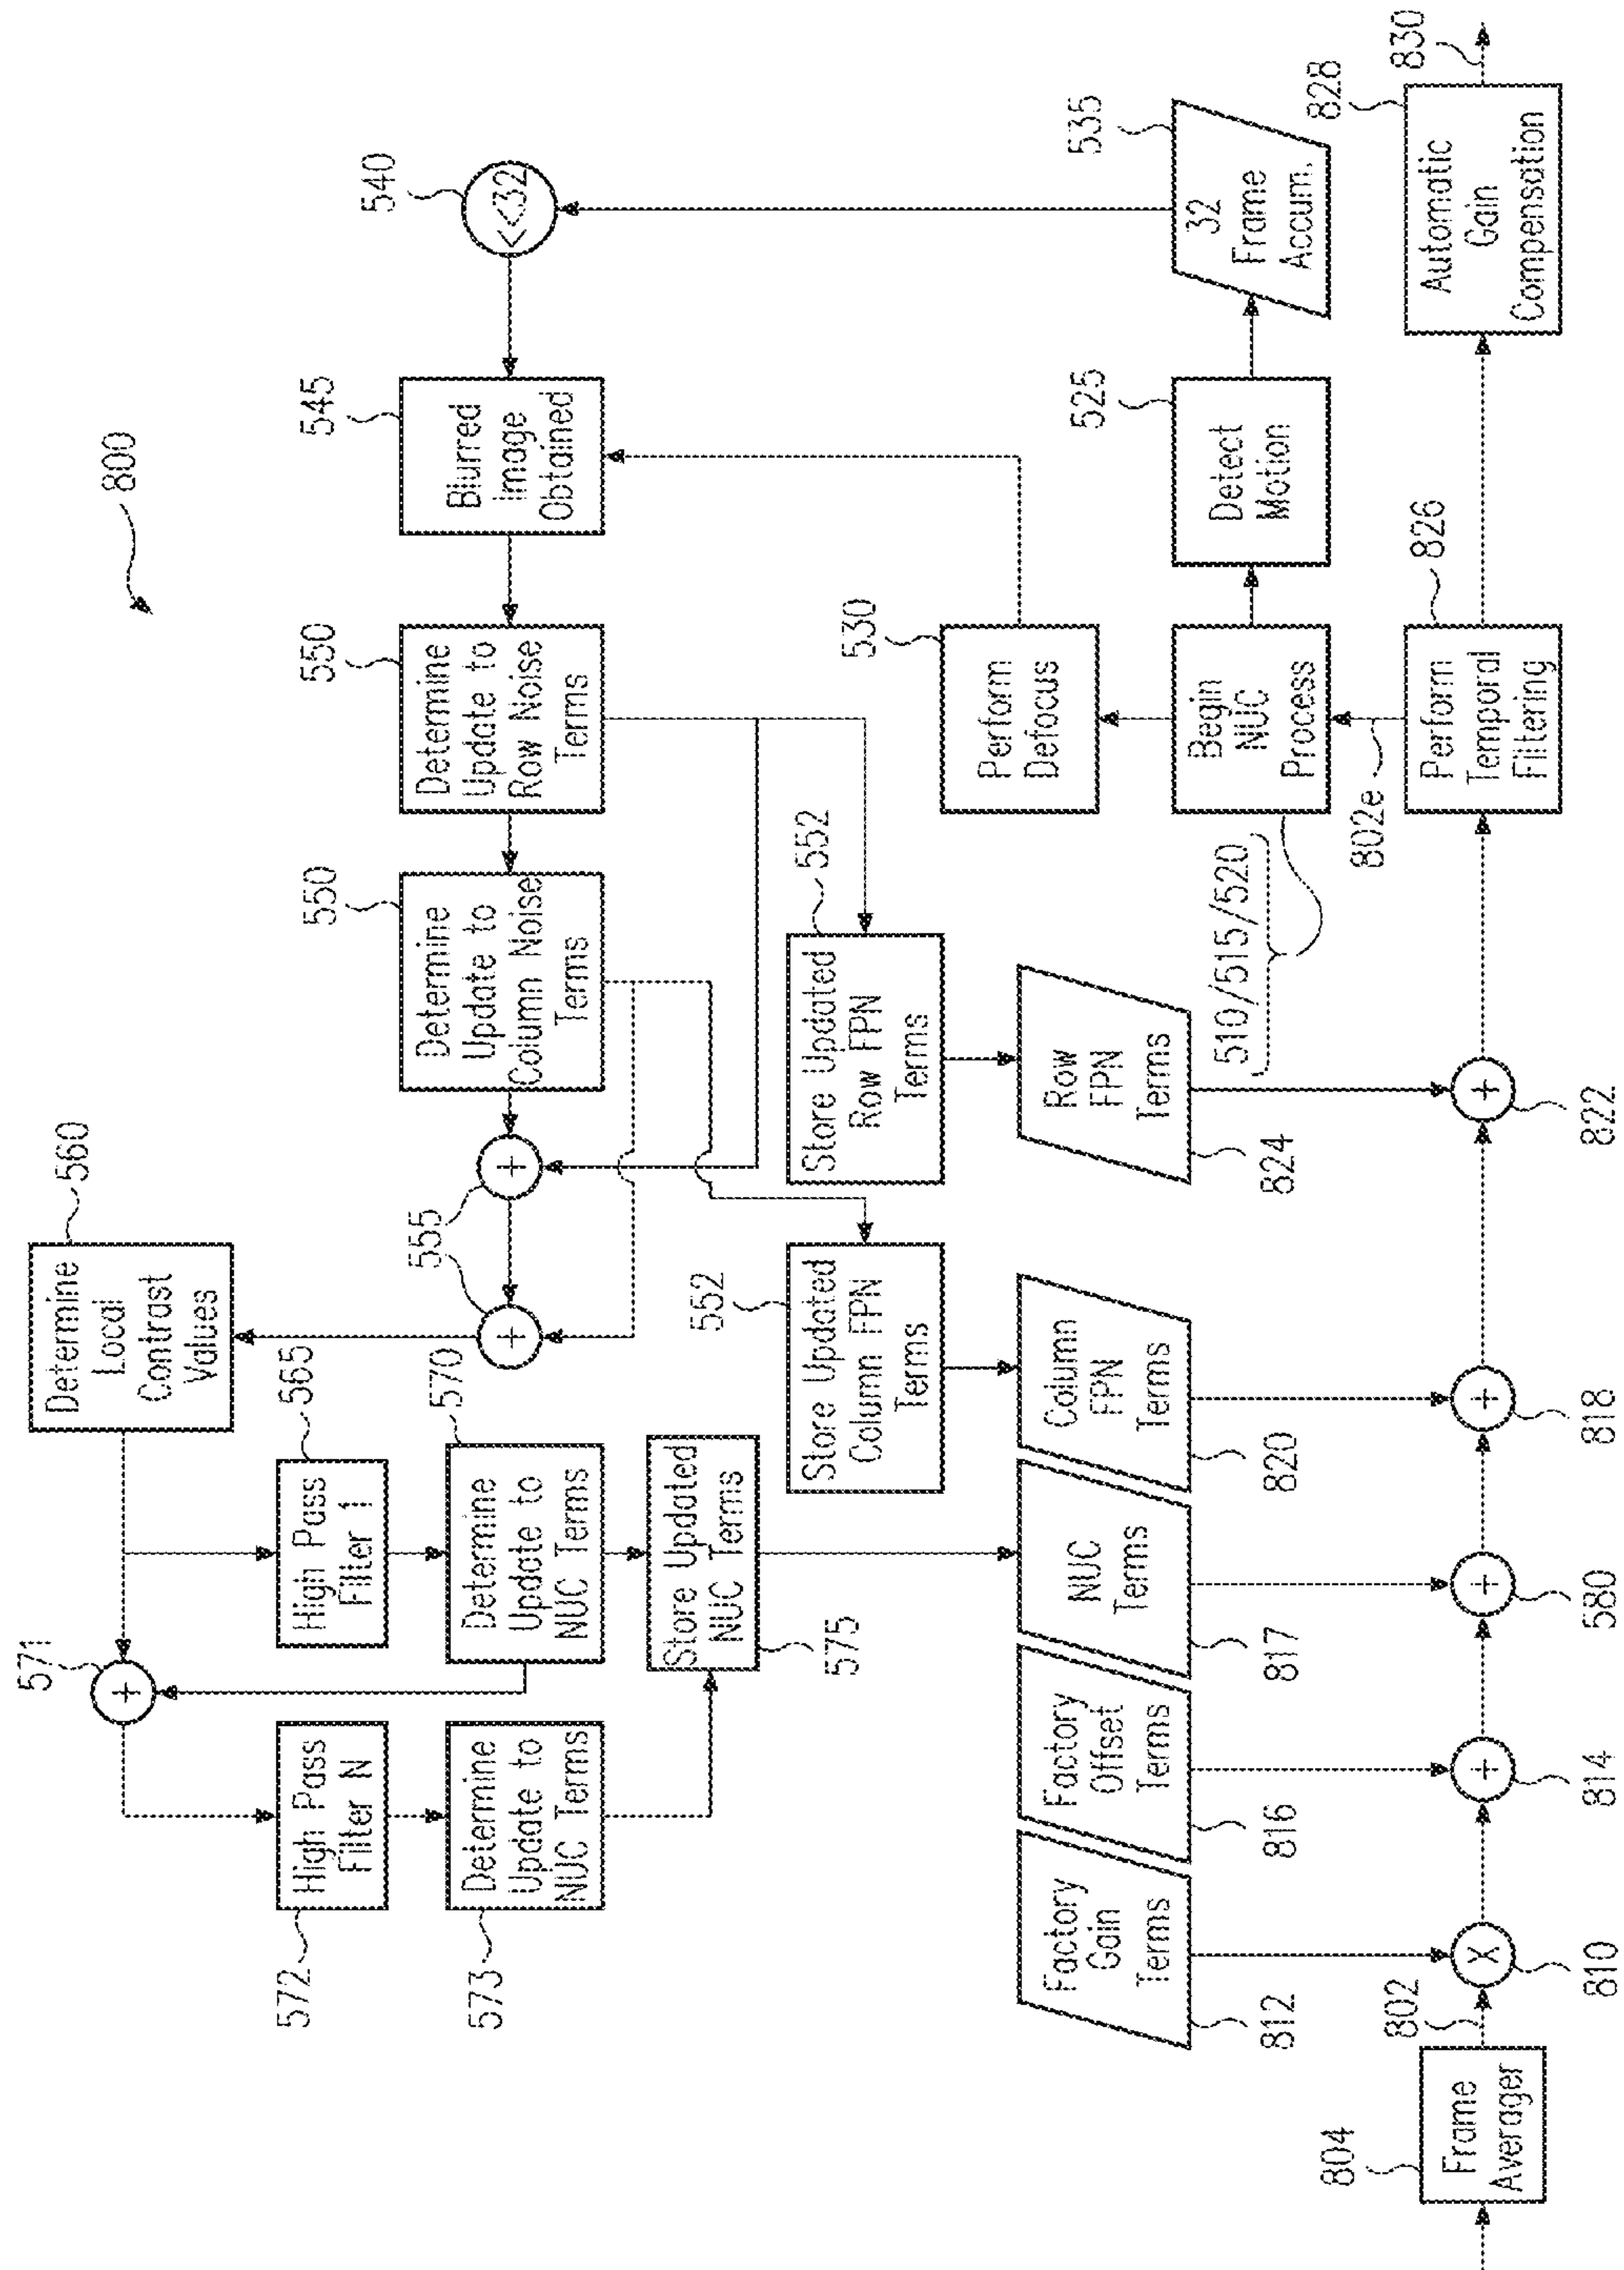 800
560
Determine
Local
Contrast
Values
571
+
565
High Pass
Filter 1
572
High Pass
Filter N
570
Determine
Update to
NUC Terms
573
Determine
Update to
NUC Terms
Store Updated
NUC Terms
575
555
+
+
550
Determine
Update to
Column Noise
Terms
550
Determine
Update to
Row Noise
Terms
545
Blurred
Image
Obtained
540
<<32
552
Store Updated
Column FPN
Terms
552
Store Updated
Row FPN
Terms
530
Perform
Defocus
510/515/520
Begin
NUC
Process
525
Detect
Motion
535
32
Frame
Accum.
Factory
Gain
Terms
812
Factory
Offset
Terms
816
NUC
Terms
817
Column
FPN
Terms
820
Row
FPN
Terms
824
804
Frame
Averager
802
X
810
+
814
+
580
+
818
+
822
802e
826
Perform
Temporal
Filtering
828
Automatic
Gain
Compensation
830